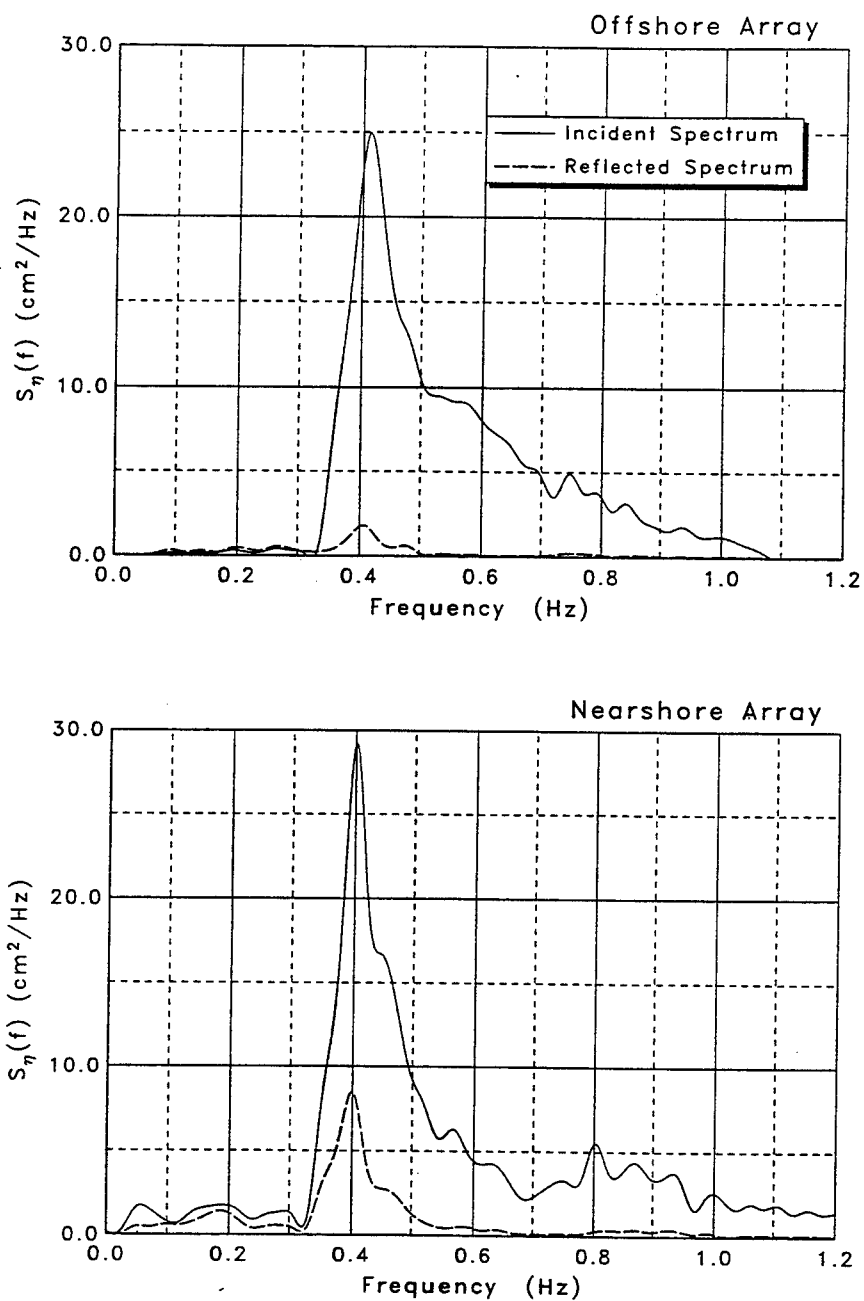 Offshore Array
30.0
20.0
10.0
0.0
S_η(f) (cm²/Hz)
Incident Spectrum
Reflected Spectrum
0.0 0.2 0.4 0.6 0.8 1.0 1.2
Frequency (Hz)
Nearshore Array
30.0
20.0
10.0
0.0
S_η(f) (cm²/Hz)
0.0 0.2 0.4 0.6 0.8 1.0 1.2
Frequency (Hz)